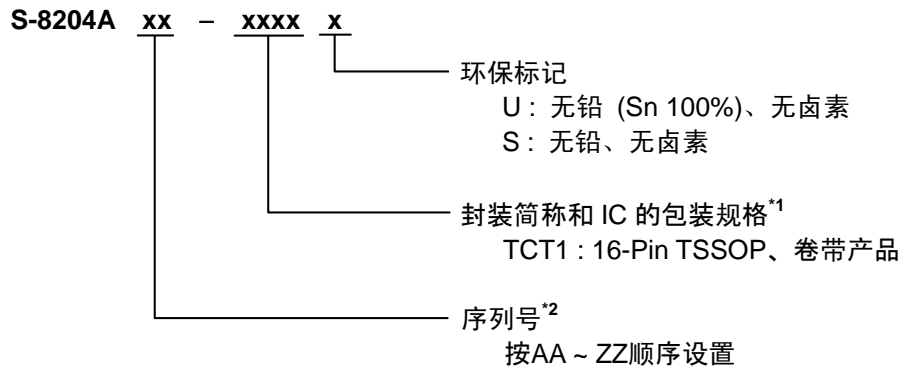 S-8204A xx – xxxx x
环保标记
U : 无铅 (Sn 100%)、无卤素
S : 无铅、无卤素
封装简称和 IC 的包装规格*1
TCT1 : 16-Pin TSSOP、卷带产品
序列号*2
按AA ~ ZZ顺序设置